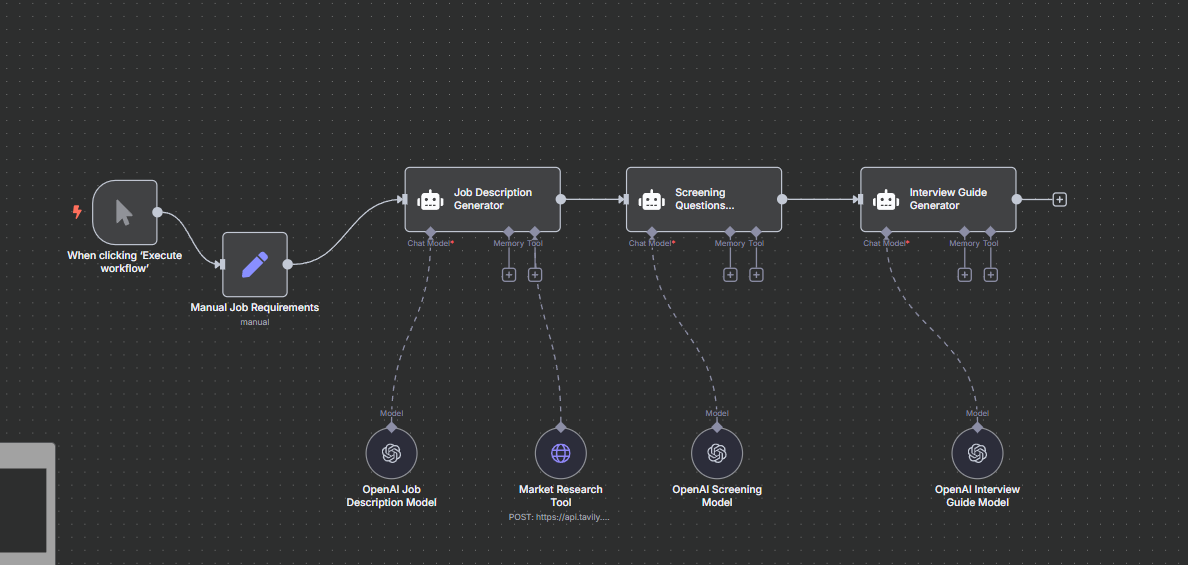 When clicking ‘Execute
workflow’
Manual Job Requirements
manual
Job Description
Generator
Chat Model*
Memory
Tool
Screening
Questions...
Chat Model*
Memory
Tool
Interview Guide
Generator
Chat Model*
Memory
Tool
Model
OpenAI Job
Description Model
Market Research
Tool
POST: https://api.tavily....
Model
OpenAI Screening
Model
Model
OpenAI Interview
Guide Model